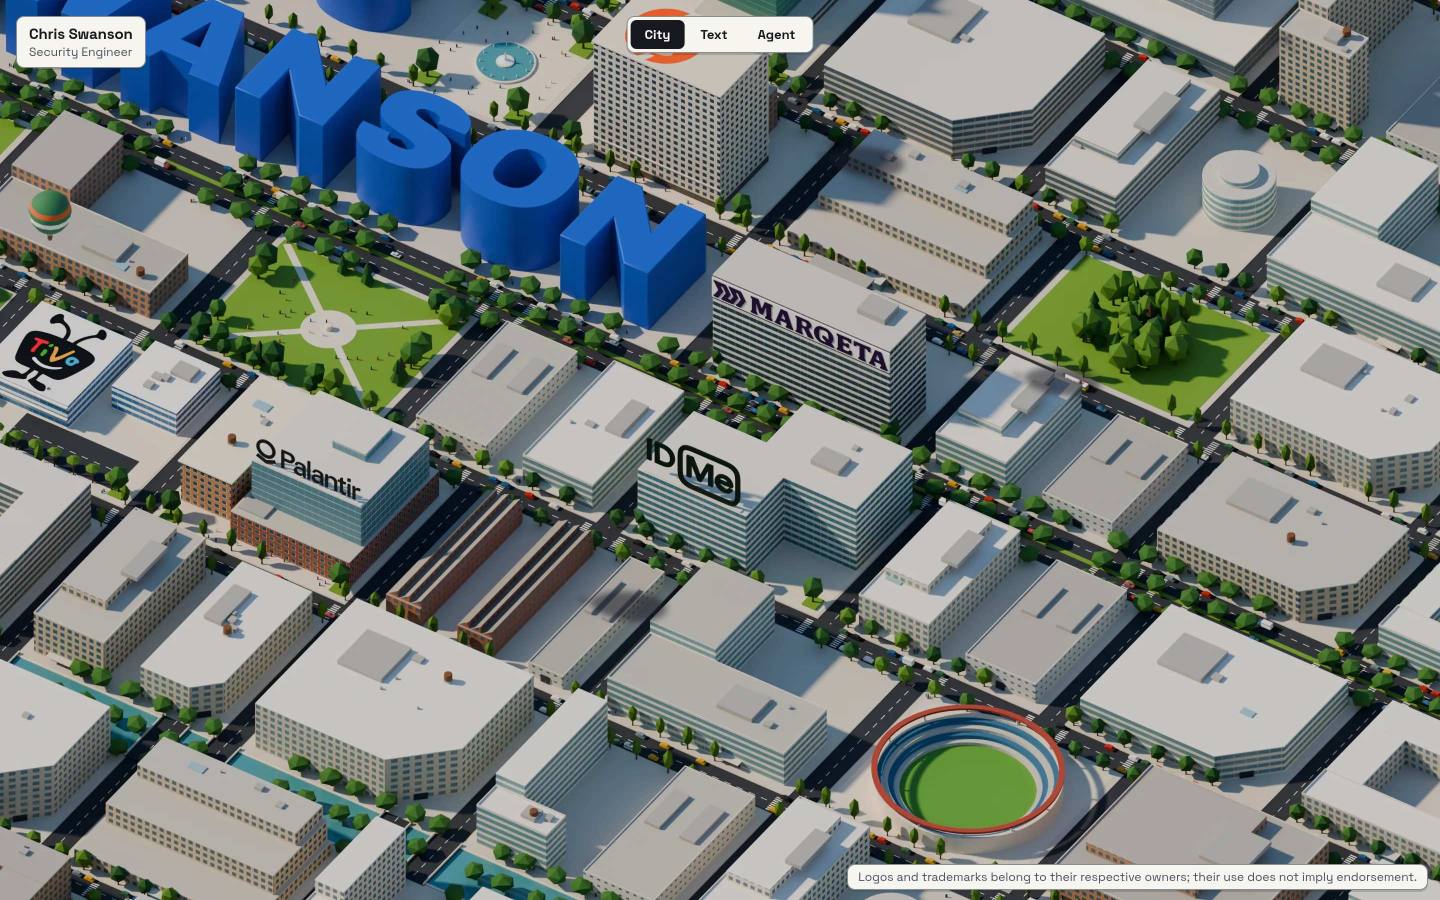 Chris Swanson
Security Engineer
City
Text
Agent
WANSON
MARQETA
TiVo
Palantir
ID Me
Logos and trademarks belong to their respective owners; their use does not imply endorsement.